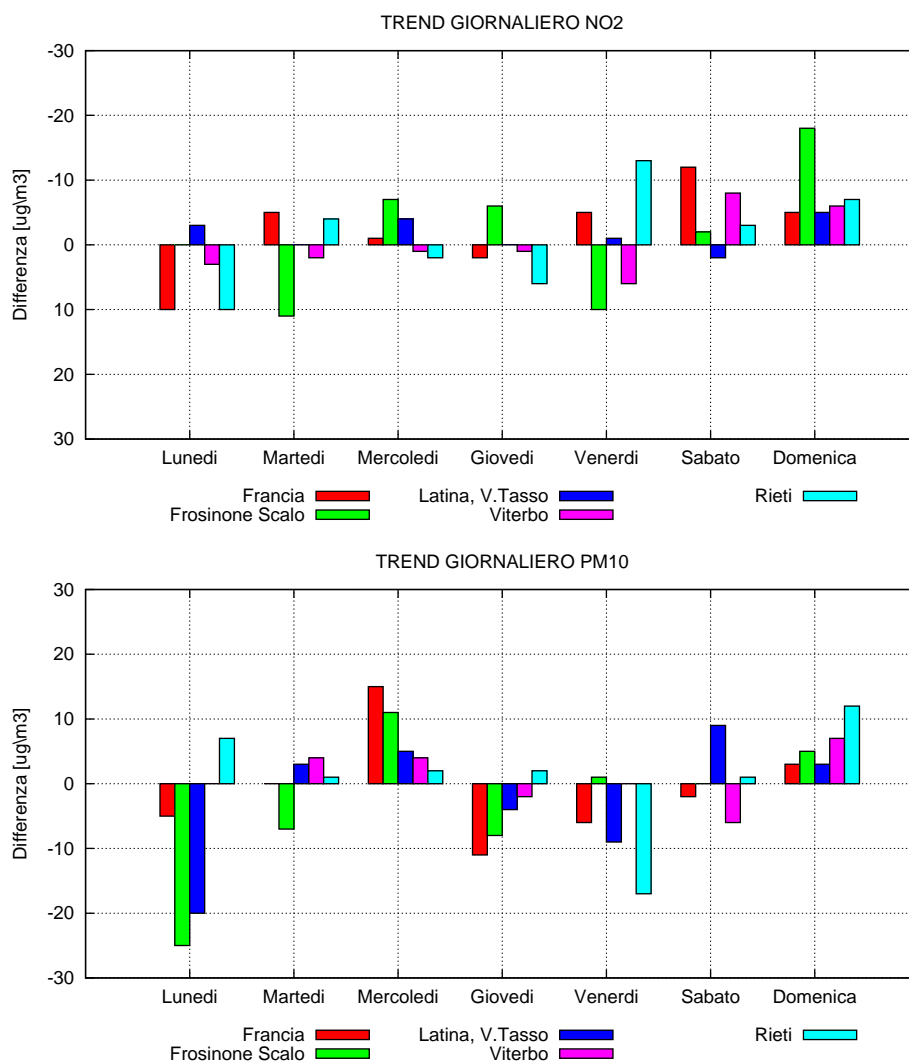 TREND GIORNALIERO NO2
Differenza [ug\m3]
-30
-20
-10
0
10
20
30
Lunedi Martedi Mercoledi Giovedi Venerdi Sabato Domenica
Francia Latina, V.Tasso Rieti
Frosinone Scalo Viterbo
TREND GIORNALIERO PM10
Differenza [ug\m3]
30
20
10
0
-10
-20
-30
Lunedi Martedi Mercoledi Giovedi Venerdi Sabato Domenica
Francia Latina, V.Tasso Rieti
Frosinone Scalo Viterbo